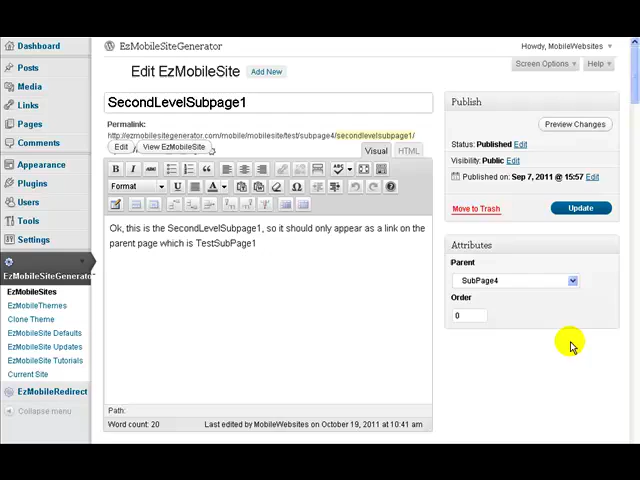 Dashboard
Posts
Media
Links
Pages
Comments
Appearance
Plugins
Users
Tools
Settings
EzMobileSiteGenerato
EzMobileSites
EzMobileThemes
Clone Theme
EzMobileSite Defaults
EzMobileSite Updates
EzMobileSite Tutorials
Current Site
EzMobileRedirect
Collapse menu
EzMobileSiteGenerator
Howdy, MobileWebsites
Screen Options
Help
Edit EzMobileSite
Add New
SecondLevelSubpage1
Permalink:
http://ezmobilesitegenerator.com/mobile/mobilesite/test/subpage4/secondlevelsubpage1/
Edit
View EzMobileSite
Visual
HTML
B I ABC
Format
U A
Ok, this is the SecondLevelSubpage1, so it should only appear as a link on the
parent page which is TestSubPage1
Path:
Word count: 20
Last edited by MobileWebsites on October 19, 2011 at 10:41 am
Publish
Preview Changes
Status: Published Edit
Visibility: Public Edit
Published on: Sep 7, 2011 @ 15:57 Edit
Move to Trash
Update
Attributes
Parent
SubPage4
Order
0